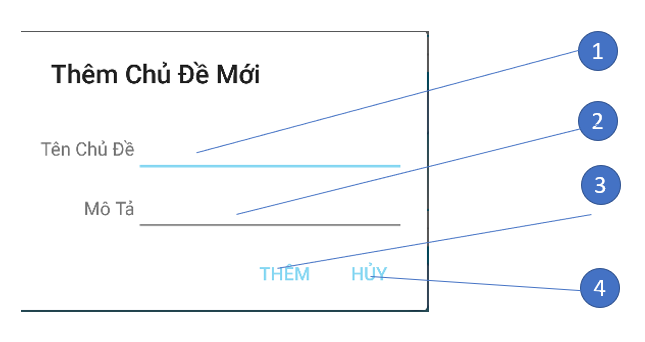 Thêm Chủ Đề Mới
1
Tên Chủ Đề
2
Mô Tả
3
THÊM HỦY
4